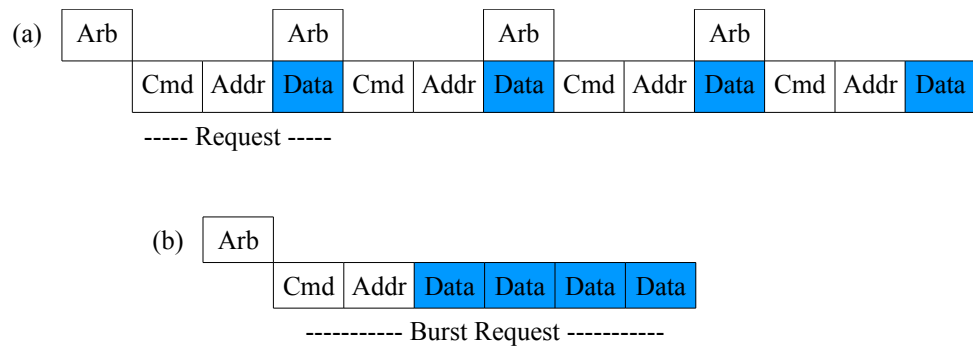 (a) Arb Arb Arb Arb
Cmd Addr Data Cmd Addr Data Cmd Addr Data Cmd Addr Data
----- Request -----
(b) Arb
Cmd Addr Data Data Data Data
----------- Burst Request -----------